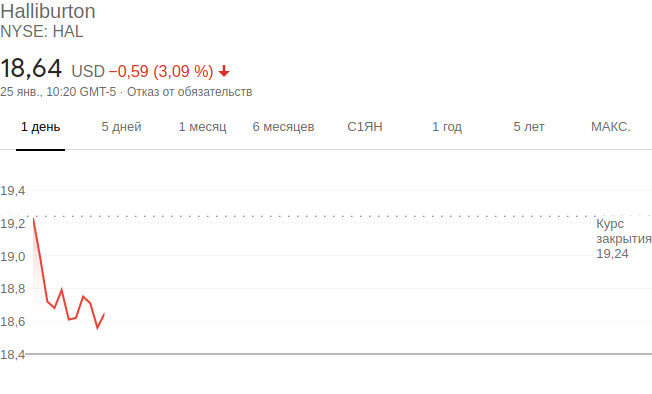 Halliburton
NYSE: HAL
18,64 USD −0,59 (3,09 %)
25 янв., 10:20 GMT-5 · Отказ от обязательств
1 день 5 дней 1 месяц 6 месяцев С1ЯН 1 год 5 лет МАКС.
19,4
19,2
19,0
18,8
18,6
18,4
Курс
закрытия
19,24